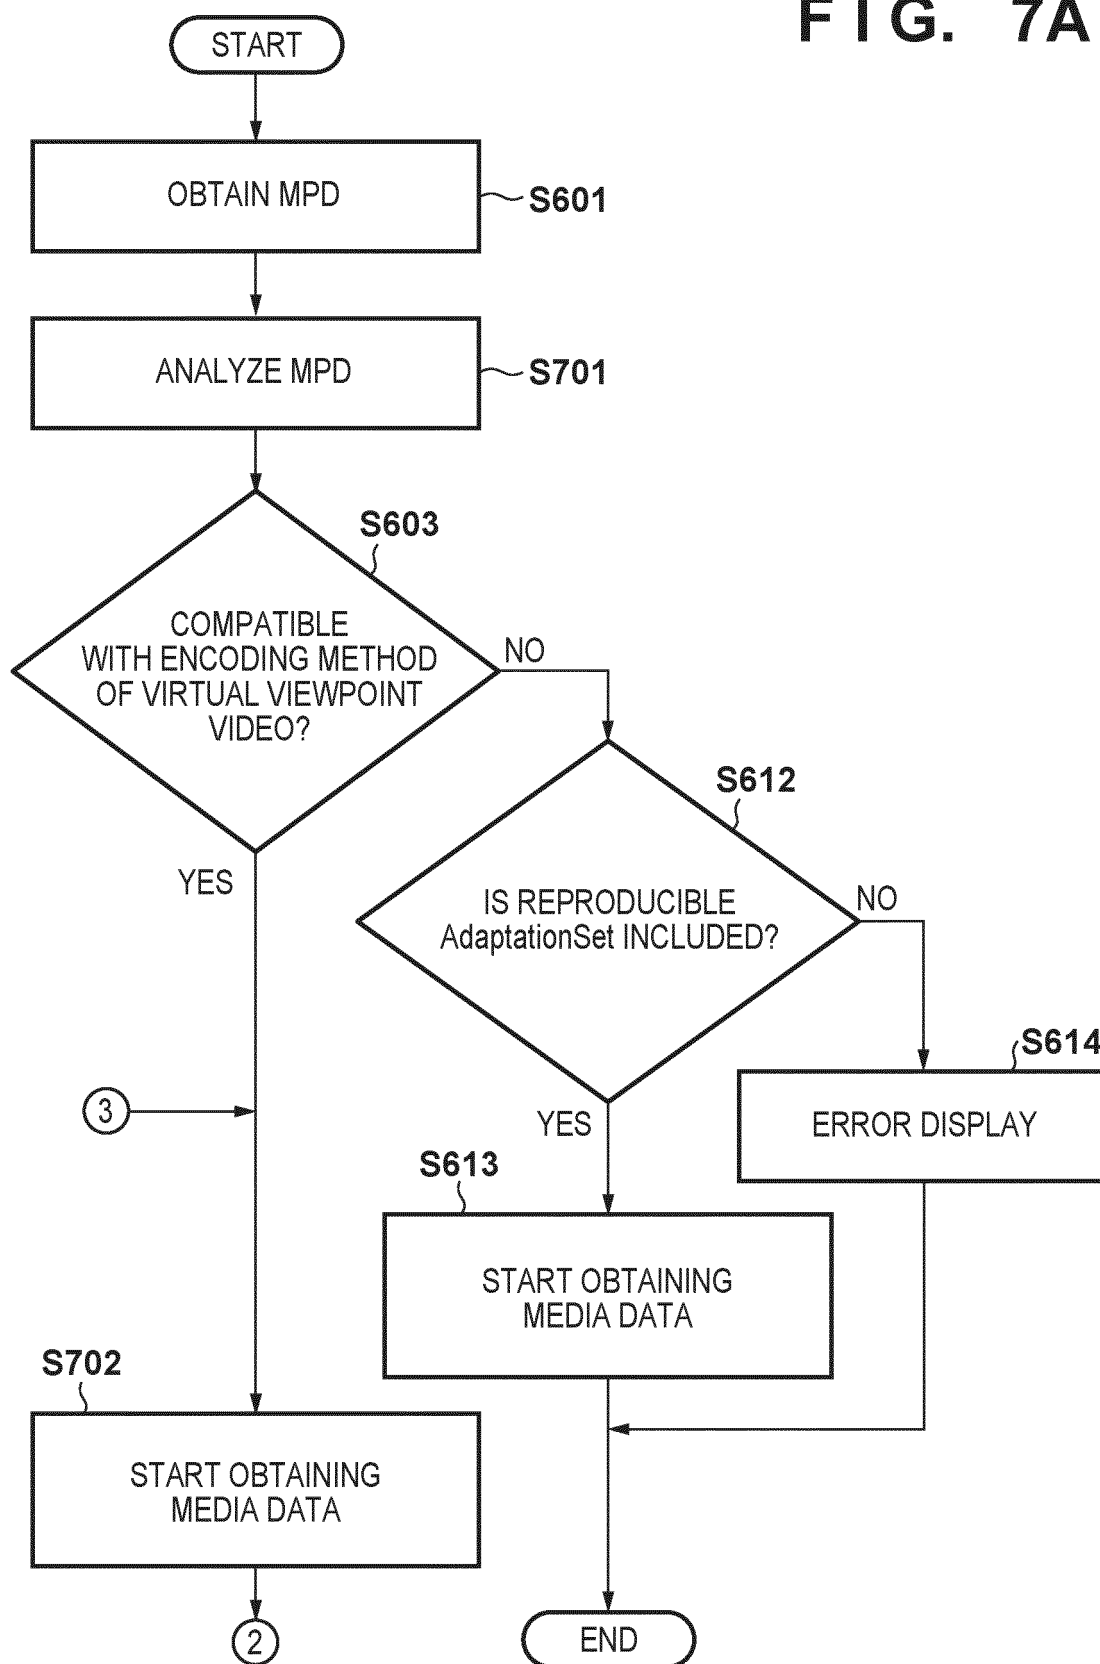 FIG. 7A
START
OBTAIN MPD
S601
ANALYZE MPD
S701
S603
COMPATIBLE
WITH ENCODING METHOD
OF VIRTUAL VIEWPOINT
VIDEO?
NO
YES
S612
IS REPRODUCIBLE
AdaptationSet INCLUDED?
NO
YES
S614
ERROR DISPLAY
3
S613
START OBTAINING
MEDIA DATA
S702
START OBTAINING
MEDIA DATA
2
END